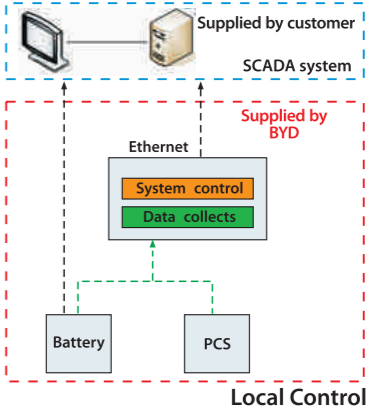 Supplied by customer
SCADA system
Supplied by
BYD
Ethernet
System control
Data collects
Battery
PCS
Local Control